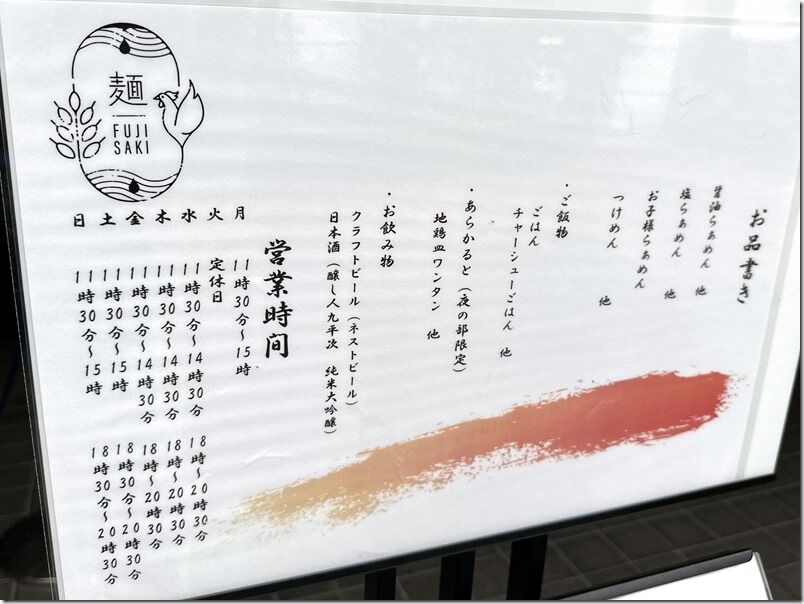 麺
FUJI
SAKI
お品書き
醤油らぁめん 他
塩らぁめん 他
お子様らぁめん
つけめん 他
・ご飯物
ごはん
チャーシューごはん 他
・あらかると(夜の部限定)
地鶏皿ワンタン 他
・お飲み物
クラフトビール(ネストビール)
日本酒(醸し人九平次 純米大吟醸)
営業時間
月 11時30分〜15時
火 定休日
水 11時30分〜14時30分 18時〜20時30分
木 11時30分〜14時30分 18時〜20時30分
金 11時30分〜14時30分 18時〜20時30分
土 11時30分〜15時 18時30分〜20時30分
日 11時30分〜15時 18時30分〜20時30分